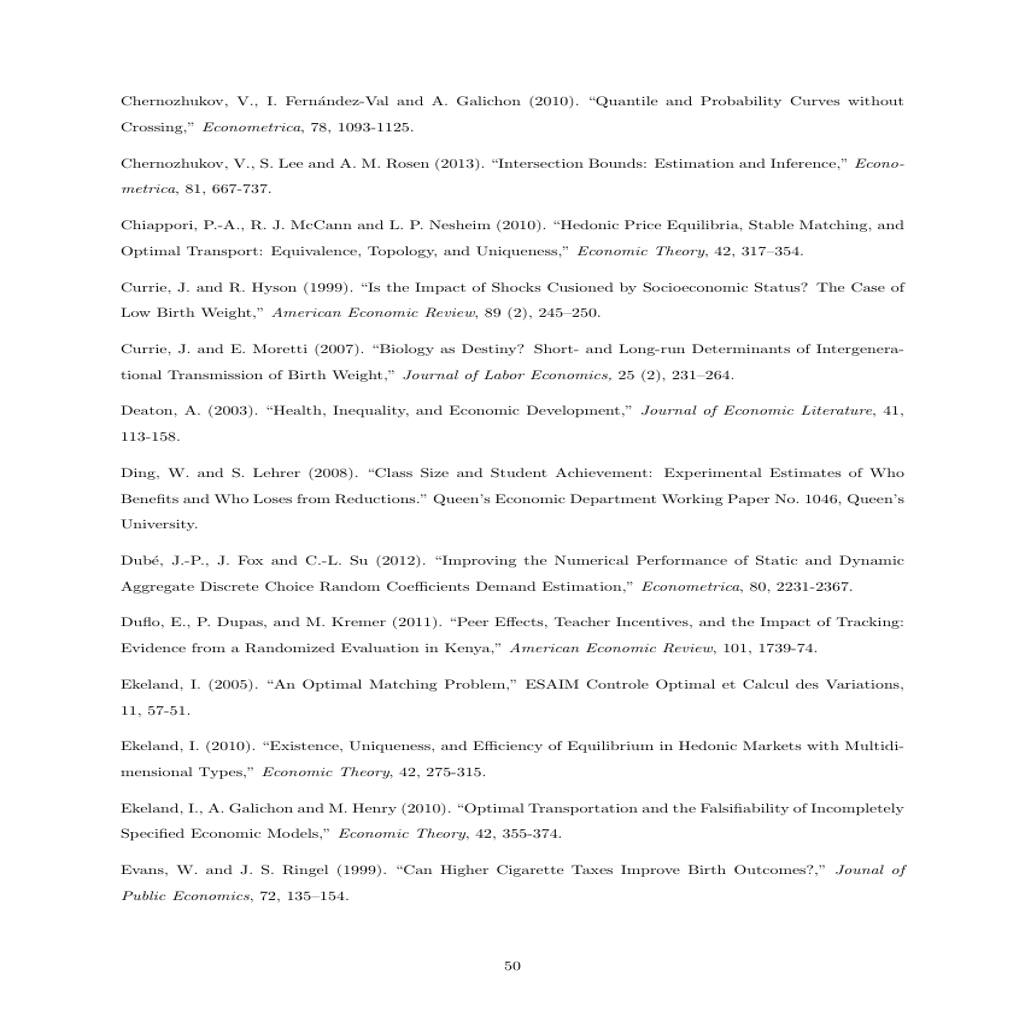 Chernozhukov, V., I. Fernández-Val and A. Galichon (2010). “Quantile and Probability Curves without
Crossing,” Econometrica, 78, 1093-1125.
Chernozhukov, V., S. Lee and A. M. Rosen (2013). “Intersection Bounds: Estimation and Inference,” Econo-
metrica, 81, 667-737.
Chiappori, P.-A., R. J. McCann and L. P. Nesheim (2010). “Hedonic Price Equilibria, Stable Matching, and
Optimal Transport: Equivalence, Topology, and Uniqueness,” Economic Theory, 42, 317–354.
Currie, J. and R. Hyson (1999). “Is the Impact of Shocks Cusioned by Socioeconomic Status? The Case of
Low Birth Weight,” American Economic Review, 89 (2), 245–250.
Currie, J. and E. Moretti (2007). “Biology as Destiny? Short- and Long-run Determinants of Intergenera-
tional Transmission of Birth Weight,” Journal of Labor Economics, 25 (2), 231–264.
Deaton, A. (2003). “Health, Inequality, and Economic Development,” Journal of Economic Literature, 41,
113-158.
Ding, W. and S. Lehrer (2008). “Class Size and Student Achievement: Experimental Estimates of Who
Benefits and Who Loses from Reductions.” Queen’s Economic Department Working Paper No. 1046, Queen’s
University.
Dubé, J.-P., J. Fox and C.-L. Su (2012). “Improving the Numerical Performance of Static and Dynamic
Aggregate Discrete Choice Random Coefficients Demand Estimation,” Econometrica, 80, 2231-2367.
Duflo, E., P. Dupas, and M. Kremer (2011). “Peer Effects, Teacher Incentives, and the Impact of Tracking:
Evidence from a Randomized Evaluation in Kenya,” American Economic Review, 101, 1739-74.
Ekeland, I. (2005). “An Optimal Matching Problem,” ESAIM Controle Optimal et Calcul des Variations,
11, 57-51.
Ekeland, I. (2010). “Existence, Uniqueness, and Efficiency of Equilibrium in Hedonic Markets with Multidi-
mensional Types,” Economic Theory, 42, 275-315.
Ekeland, I., A. Galichon and M. Henry (2010). “Optimal Transportation and the Falsifiability of Incompletely
Specified Economic Models,” Economic Theory, 42, 355-374.
Evans, W. and J. S. Ringel (1999). “Can Higher Cigarette Taxes Improve Birth Outcomes?,” Jounal of
Public Economics, 72, 135–154.
50